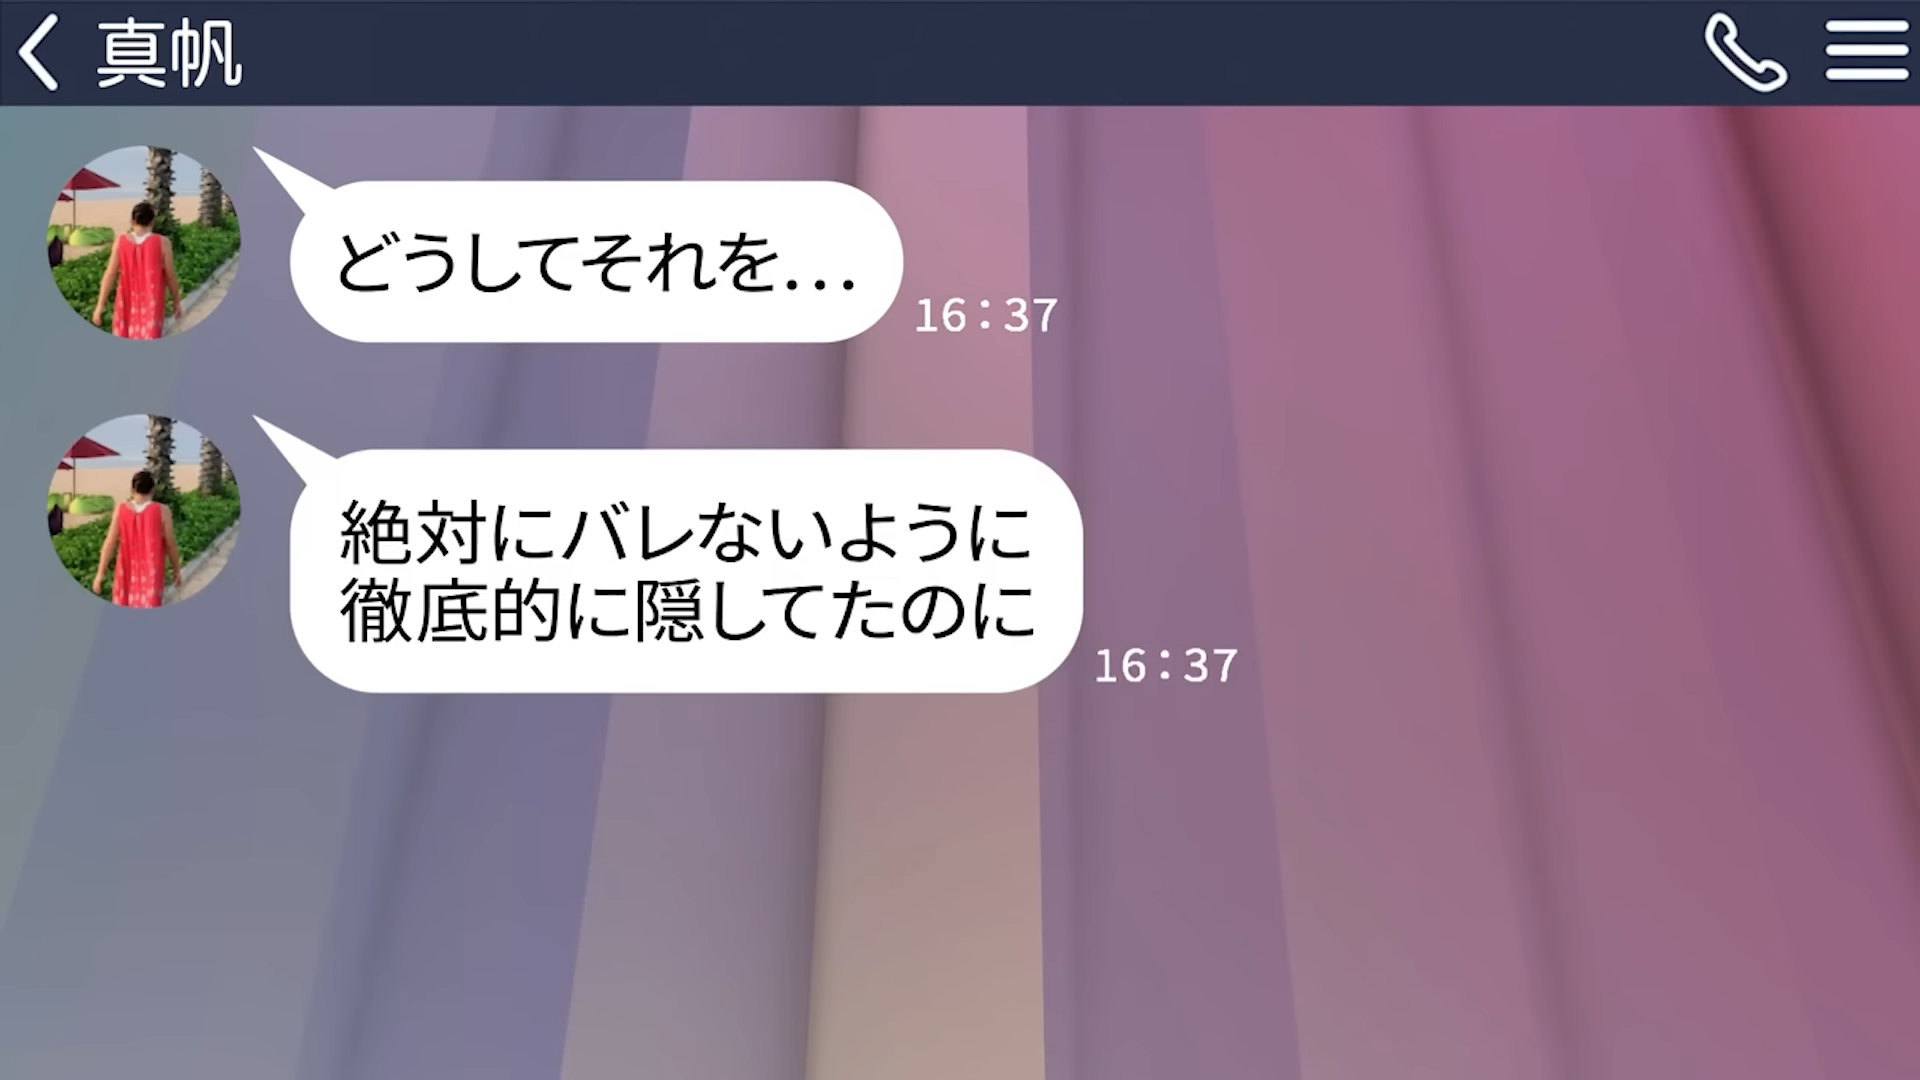 真帆
どうしてそれを...
16:37
絶対にバレないように
徹底的に隠してたのに
16:37